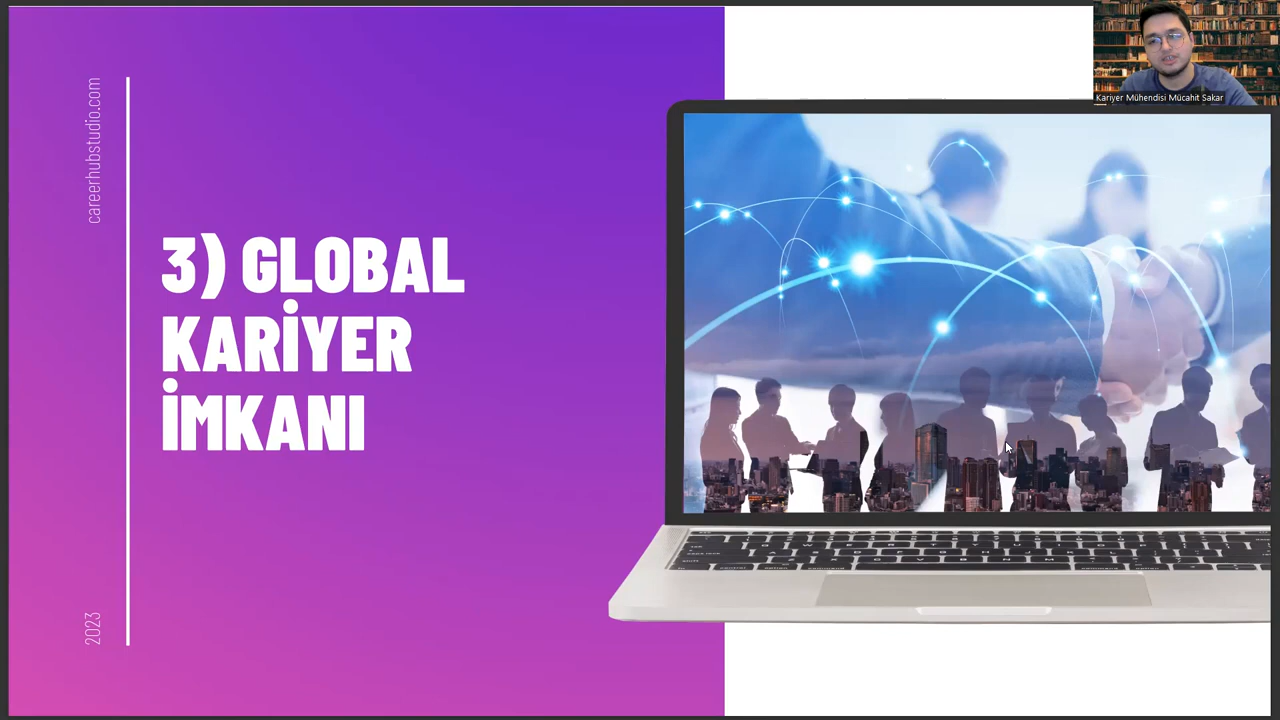 careerhubstudio.com
3) GLOBAL
KARİYER
İMKANI
2023
Kariyer Mühendisi Mücahit Sakar